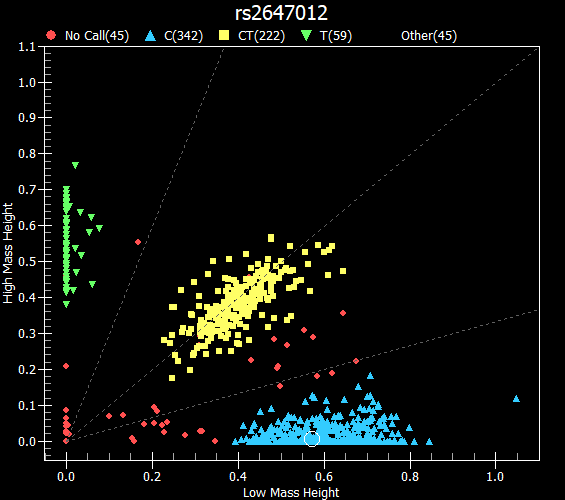 rs2647012
No Call(45) C(342) CT(222) T(59) Other(45)
1.1
1.0
0.9
0.8
0.7
0.6
0.5
0.4
0.3
0.2
0.1
0.0
High Mass Height
0.0 0.2 0.4 0.6 0.8 1.0
Low Mass Height